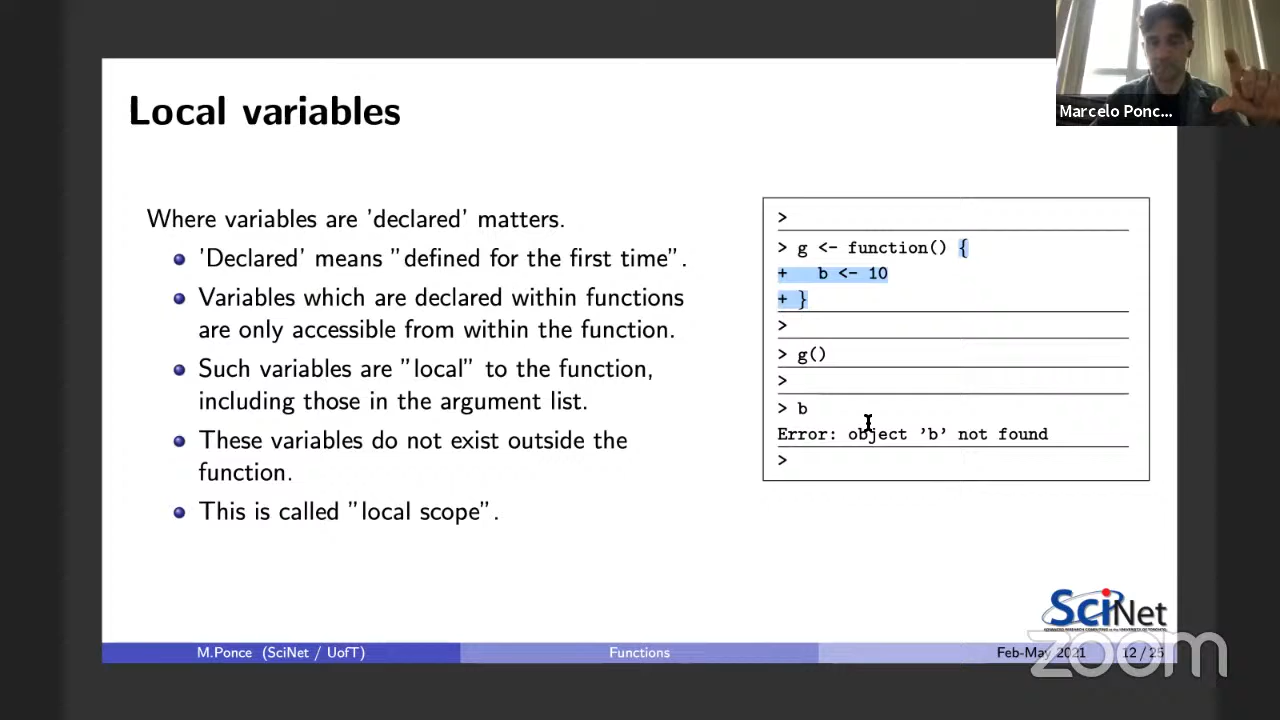 Marcelo Ponc...
Local variables
Where variables are 'declared' matters.
'Declared' means "defined for the first time".
Variables which are declared within functions
are only accessible from within the function.
Such variables are "local" to the function,
including those in the argument list.
These variables do not exist outside the
function.
This is called "local scope".
>
> g <- function() {
+   b <- 10
+ }
>
> g()
>
> b
Error: object 'b' not found
>
SciNet
M.Ponce (SciNet / UofT)
Functions
Feb-May 2021
12 / 25
zoom